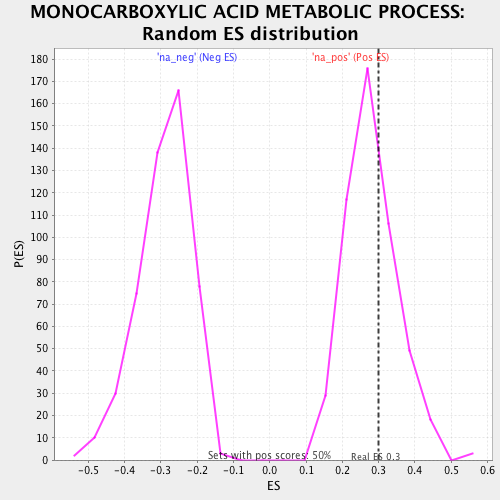 MONOCARBOXYLIC ACID METABOLIC PROCESS:
Random ES distribution
'na_neg' (Neg ES) 'na_pos' (Pos ES)
180
170
160
150
140
130
120
110
100
90
80
70
60
50
40
30
20
10
0
P(ES)
Sets with pos scores: 50% Real ES 0.3
-0.5 -0.4 -0.3 -0.2 -0.1 0.0 0.1 0.2 0.3 0.4 0.5 0.6
ES